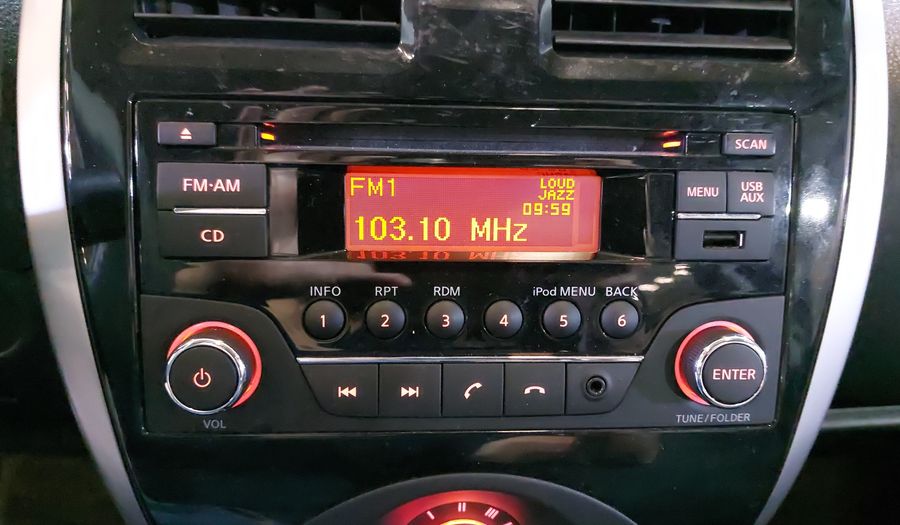 SCAN
FM·AM
CD
FM1
LOUD
JAZZ
09:59
103.10 MHz
MENU
USB
AUX
INFO
RPT
RDM
iPod MENU
BACK
1
2
3
4
5
6
VOL
ENTER
TUNE/FOLDER